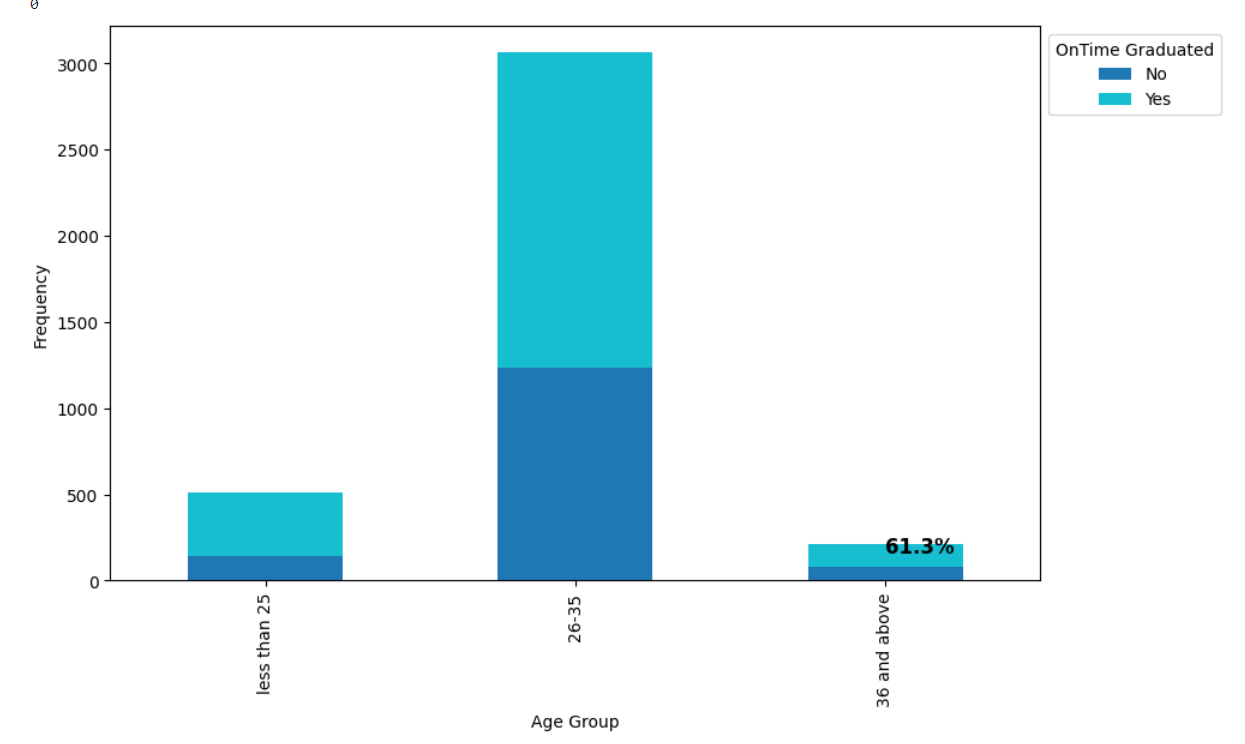 0
OnTime Graduated
No
Yes
3000
2500
2000
1500
1000
500
0
Frequency
61.3%
less than 25
26-35
36 and above
Age Group